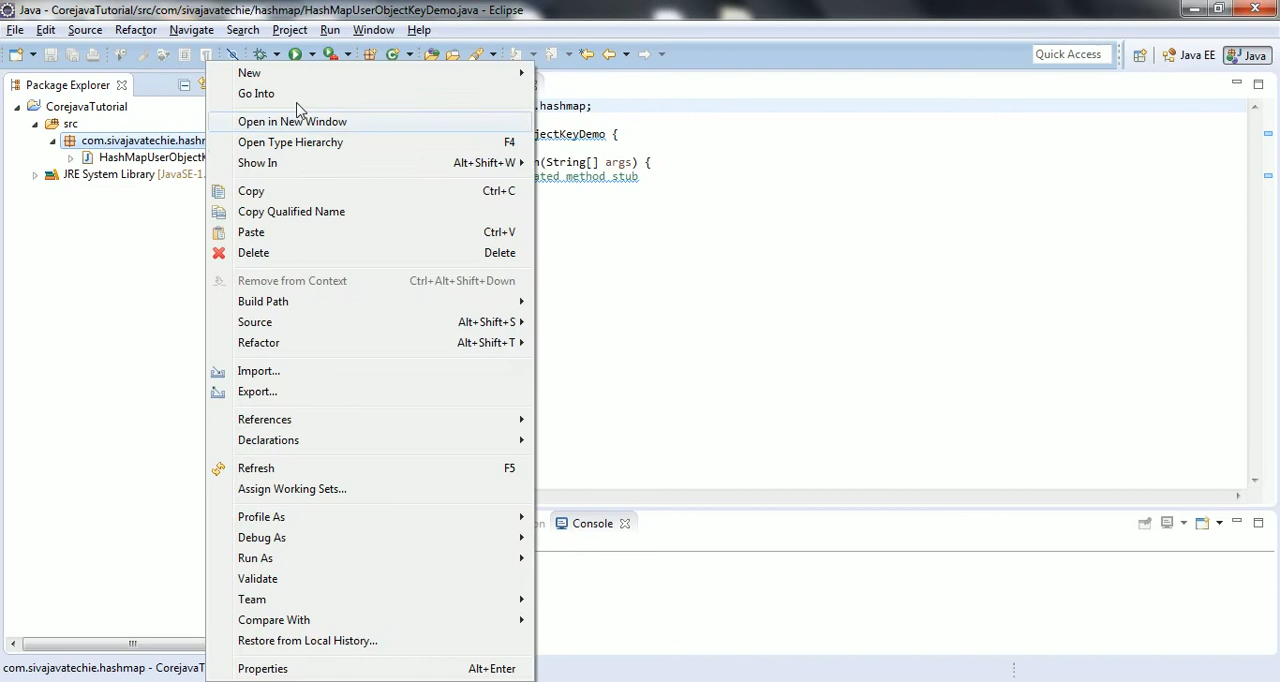 Java - CorejavaTutorial/src/com/sivajavatechie/hashmap/HashMapUserObjectKeyDemo.java - Eclipse
File Edit Source Refactor Navigate Search Project Run Window Help
Quick Access Java EE Java
Package Explorer
CorejavaTutorial
src
com.sivajavatechie.hashm
HashMapUserObjectK
JRE System Library [JavaSE-1.
New
Go Into
Open in New Window
Open Type Hierarchy F4
Show In Alt+Shift+W
Copy Ctrl+C
Copy Qualified Name
Paste Ctrl+V
Delete Delete
Remove from Context Ctrl+Alt+Shift+Down
Build Path
Source Alt+Shift+S
Refactor Alt+Shift+T
Import...
Export...
References
Declarations
Refresh F5
Assign Working Sets...
Profile As
Debug As
Run As
Validate
Team
Compare With
Restore from Local History...
Properties Alt+Enter
.hashmap;
jectKeyDemo {
n(String[] args) {
ated method stub
on Console
com.sivajavatechie.hashmap - CorejavaT